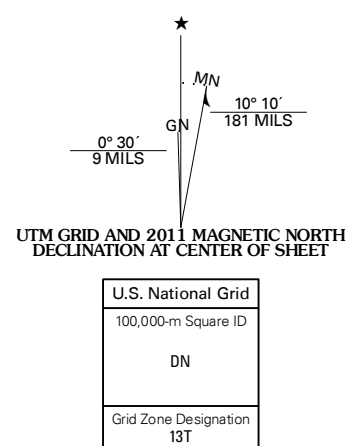 ★
MN
GN
0° 30´
9 MILS
10° 10´
181 MILS
UTM GRID AND 2011 MAGNETIC NORTH
DECLINATION AT CENTER OF SHEET
U.S. National Grid
100,000-m Square ID
DN
Grid Zone Designation
13T